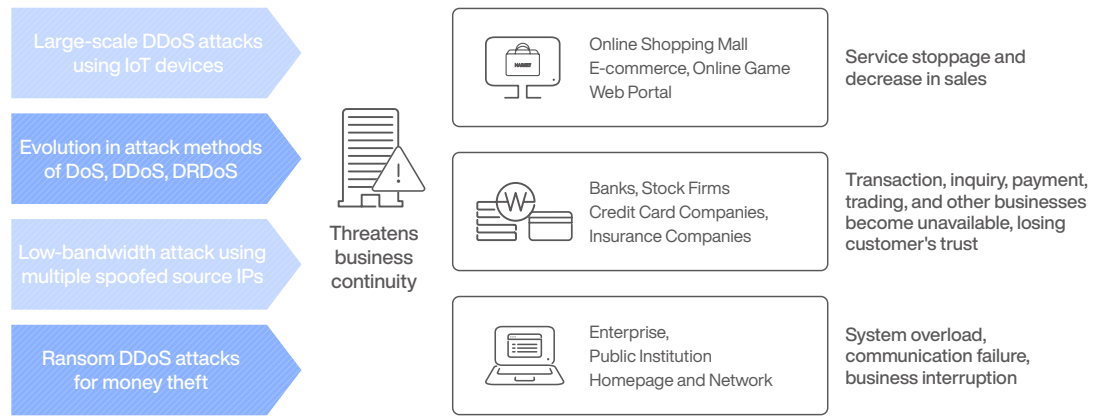 Large-scale DDoS attacks
using IoT devices
Evolution in attack methods
of DoS, DDoS, DRDoS
Low-bandwidth attack using
multiple spoofed source IPs
Ransom DDoS attacks
for money theft
Threatens
business
continuity
Online Shopping Mall
E-commerce, Online Game
Web Portal
Service stoppage and
decrease in sales
W
Banks, Stock Firms
Credit Card Companies,
Insurance Companies
Transaction, inquiry, payment,
trading, and other businesses
become unavailable, losing
customer's trust
Enterprise,
Public Institution
Homepage and Network
System overload,
communication failure,
business interruption